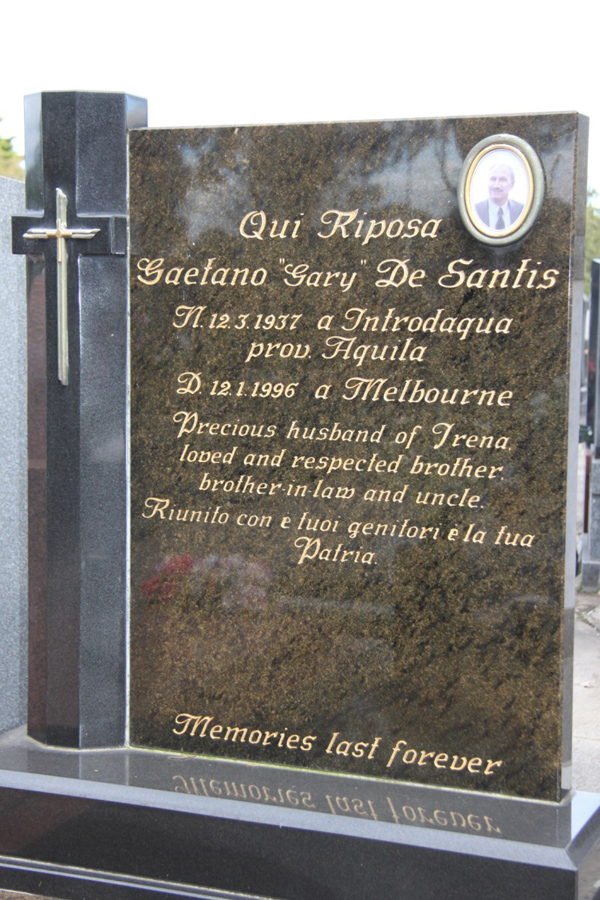 Qui Riposa
Gaetano "Gary" De Santis
N. 12.3.1937 a Introdaqua
prov. Aquila
D. 12.1.1996 a Melbourne
Precious husband of Irena,
loved and respected brother,
brother-in-law and uncle.
Riunito con è tuoi genitori è la tua
Patria.
Memories last forever